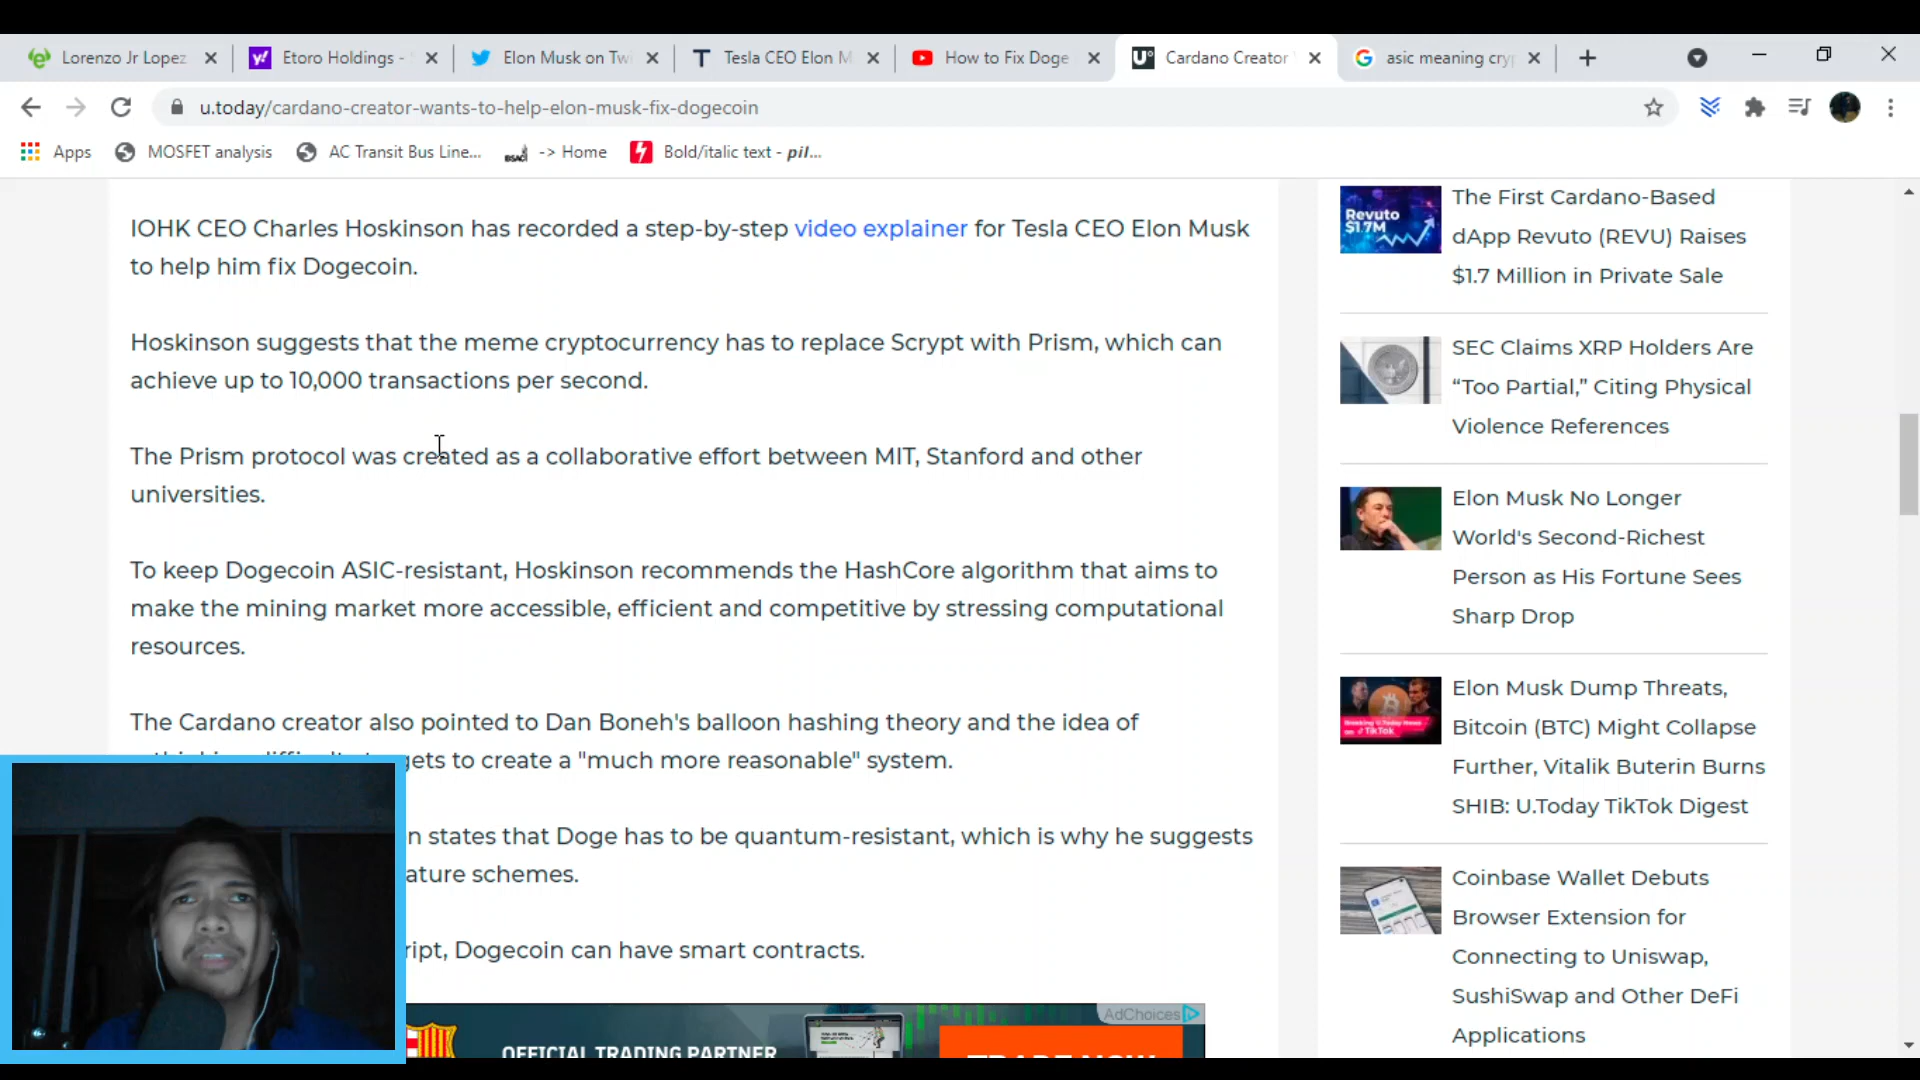 Lorenzo Jr Lopez
Etoro Holdings -
Elon Musk on Twi
Tesla CEO Elon M
How to Fix Doge
Cardano Creator
asic meaning cry
u.today/cardano-creator-wants-to-help-elon-musk-fix-dogecoin
Apps
MOSFET analysis
AC Transit Bus Line...
-> Home
Bold/italic text - pil...
IOHK CEO Charles Hoskinson has recorded a step-by-step video explainer for Tesla CEO Elon Musk
to help him fix Dogecoin.
Hoskinson suggests that the meme cryptocurrency has to replace Scrypt with Prism, which can
achieve up to 10,000 transactions per second.
The Prism protocol was created as a collaborative effort between MIT, Stanford and other
universities.
To keep Dogecoin ASIC-resistant, Hoskinson recommends the HashCore algorithm that aims to
make the mining market more accessible, efficient and competitive by stressing computational
resources.
The Cardano creator also pointed to Dan Boneh's balloon hashing theory and the idea of
gets to create a "much more reasonable" system.
n states that Doge has to be quantum-resistant, which is why he suggests
ature schemes.
ript, Dogecoin can have smart contracts.
AdChoices
OFFICIAL TRADING PARTNER
TRADE NOW
Revuto
$1.7M
The First Cardano-Based
dApp Revuto (REVU) Raises
$1.7 Million in Private Sale
SEC Claims XRP Holders Are
“Too Partial,” Citing Physical
Violence References
Elon Musk No Longer
World's Second-Richest
Person as His Fortune Sees
Sharp Drop
Elon Musk Dump Threats,
Bitcoin (BTC) Might Collapse
Further, Vitalik Buterin Burns
SHIB: U.Today TikTok Digest
Coinbase Wallet Debuts
Browser Extension for
Connecting to Uniswap,
SushiSwap and Other DeFi
Applications